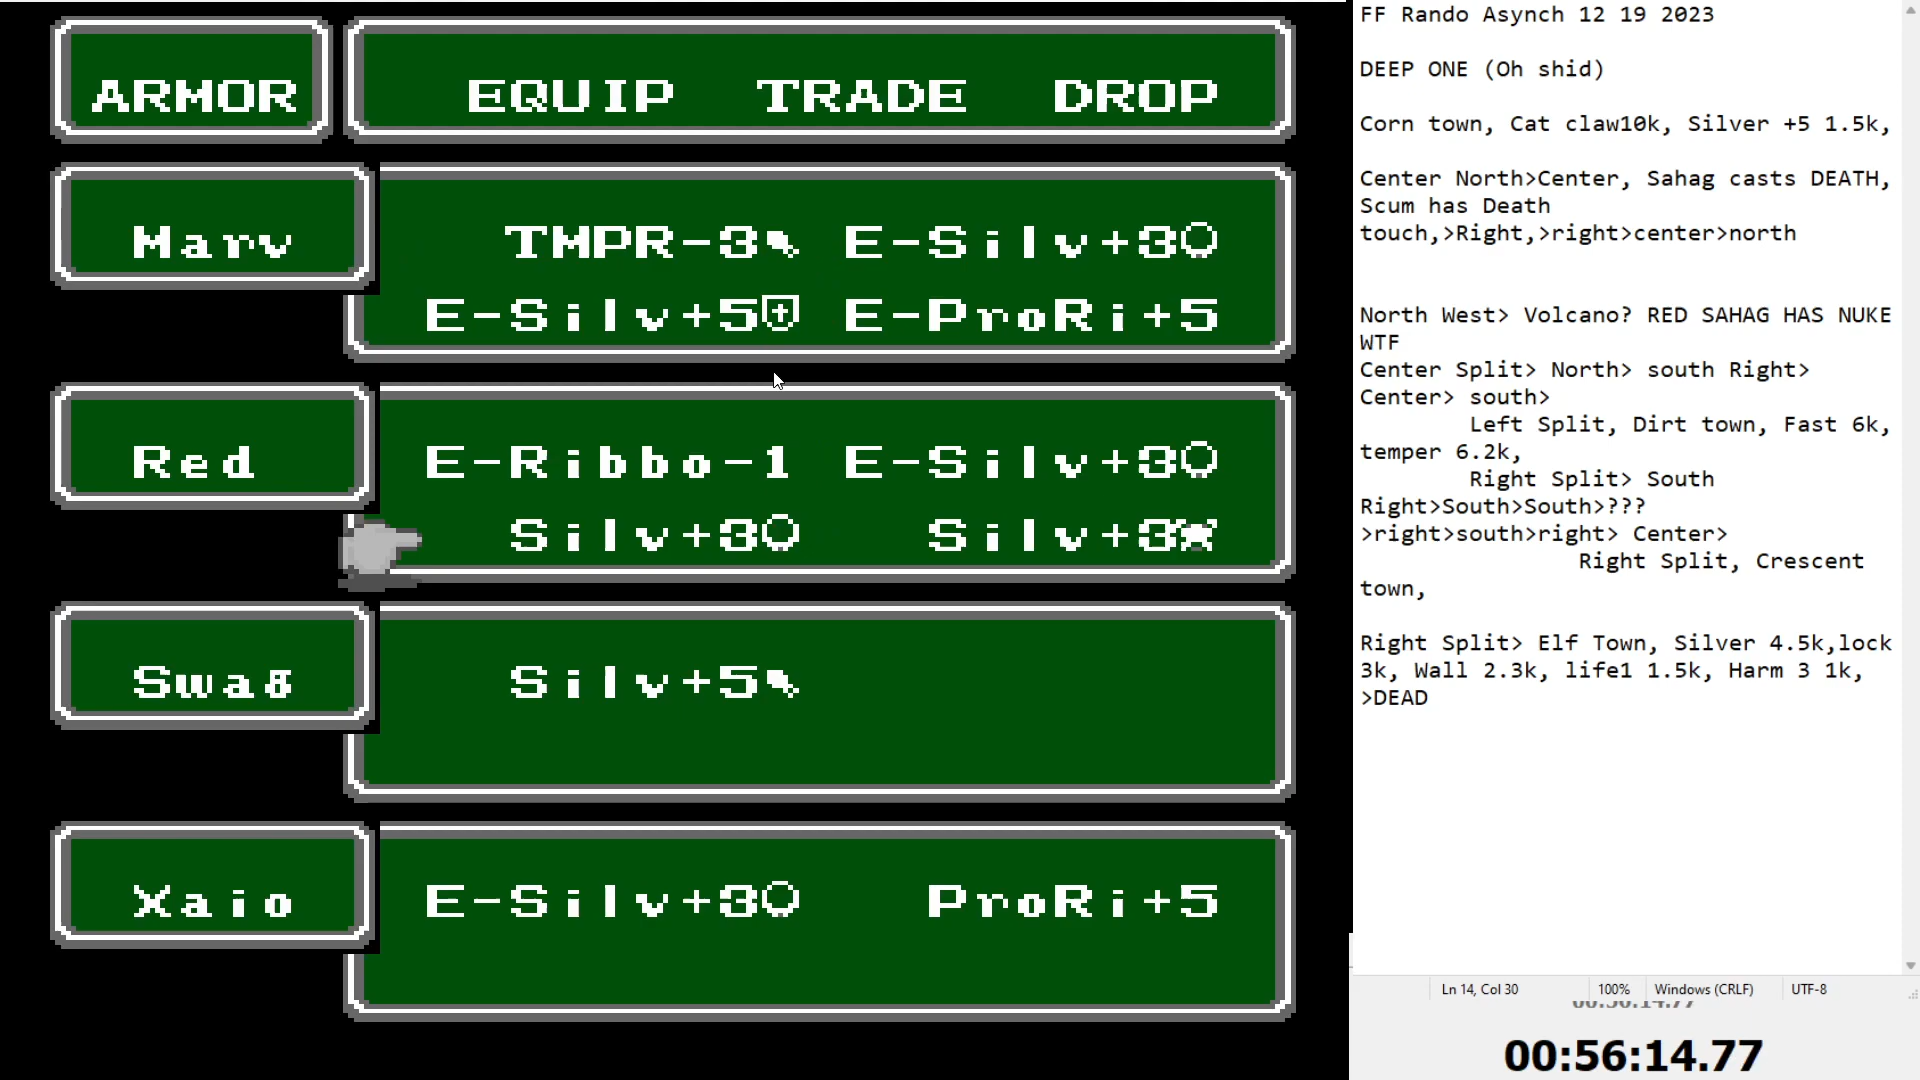 ARMOR
EQUIP TRADE DROP
Marv
TMPR-3 E-Silv+3
E-Silv+5 E-ProRi+5
Red
E-Ribbo-1 E-Silv+3
Silv+3 Silv+3
Swag
Silv+5
Xaio
E-Silv+3 ProRi+5
FF Rando Asynch 12 19 2023
DEEP ONE (Oh shid)
Corn town, Cat claw10k, Silver +5 1.5k,
Center North>Center, Sahag casts DEATH,
Scum has Death
touch,>Right,>right>center>north
North West> Volcano? RED SAHAG HAS NUKE
WTF
Center Split> North> south Right>
Center> south>
Left Split, Dirt town, Fast 6k,
temper 6.2k,
Right Split> South
Right>South>South>???
>right>south>right> Center>
Right Split, Crescent
town,
Right Split> Elf Town, Silver 4.5k,lock
3k, Wall 2.3k, life1 1.5k, Harm 3 1k,
>DEAD
Ln 14, Col 30 100% Windows (CRLF) UTF-8
00:56:14.77